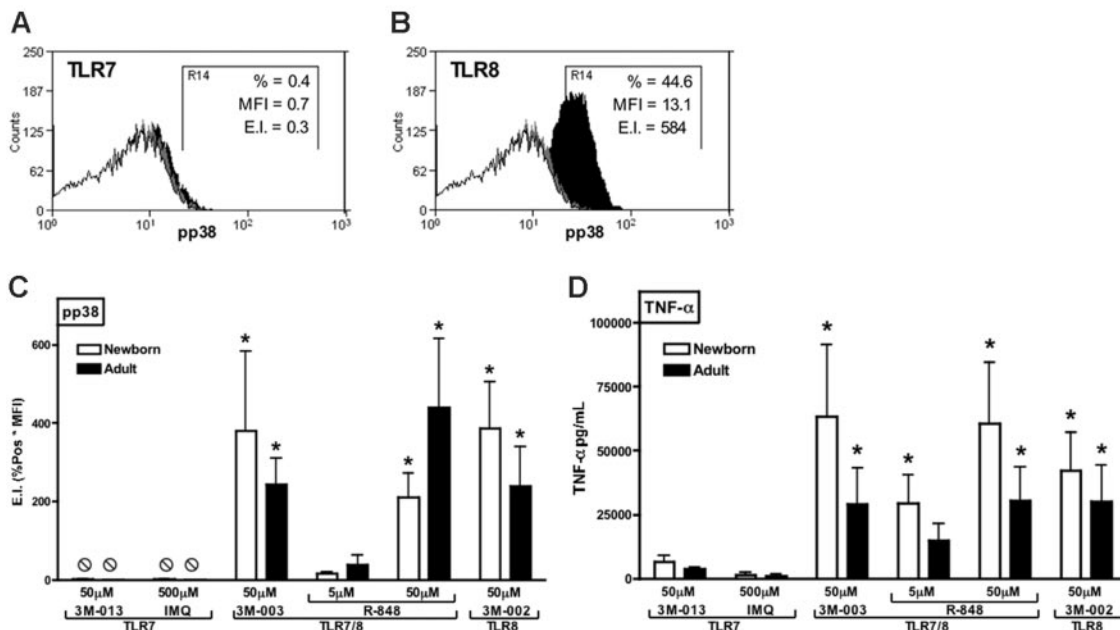 A
B
TLR7
R14
% = 0.4
MFI = 0.7
E.I. = 0.3
250
187
125
62
0
Counts
10⁰
10¹
10²
10³
pp38
TLR8
R14
% = 44.6
MFI = 13.1
E.I. = 584
250
187
125
62
0
Counts
10⁰
10¹
10²
10³
pp38
C
pp38
Newborn
Adult
600
400
200
0
E.I. (%Pos * MFI)
* * * * * *
50µM 500µM 50µM 5µM 50µM 50µM
3M-013 IMQ 3M-003 R-848 3M-002
TLR7 TLR7/8 TLR8
D
TNF-α
Newborn
Adult
100000
75000
50000
25000
0
TNF-α pg/mL
* * * * * * *
50µM 500µM 50µM 5µM 50µM 50µM
3M-013 IMQ 3M-003 R-848 3M-002
TLR7 TLR7/8 TLR8